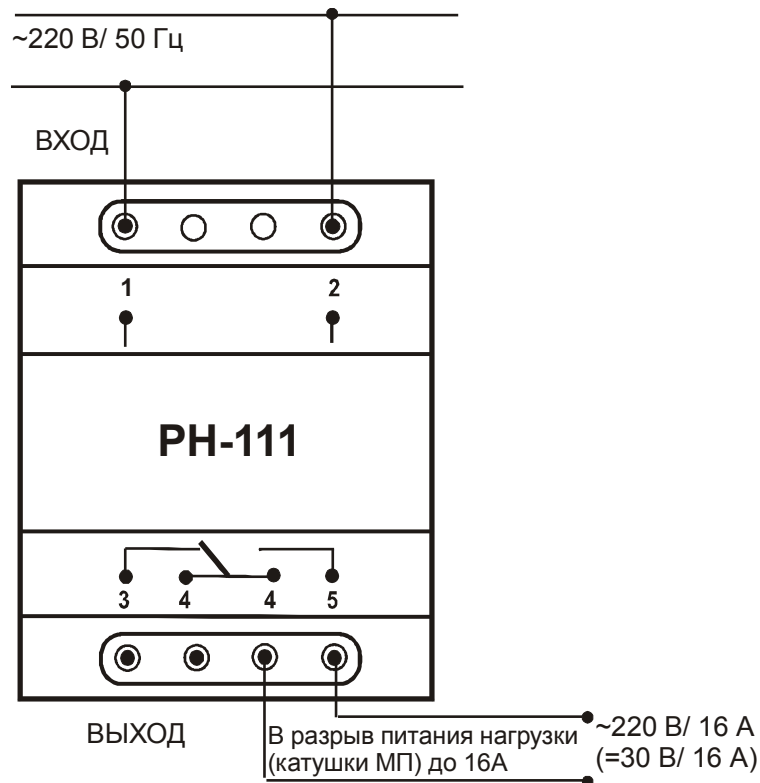 ~220 В/ 50 Гц
ВХОД
1 2
РН-111
3 4 4 5
ВЫХОД
В разрыв питания нагрузки
(катушки МП) до 16А
~220 В/ 16 А
(=30 В/ 16 А)